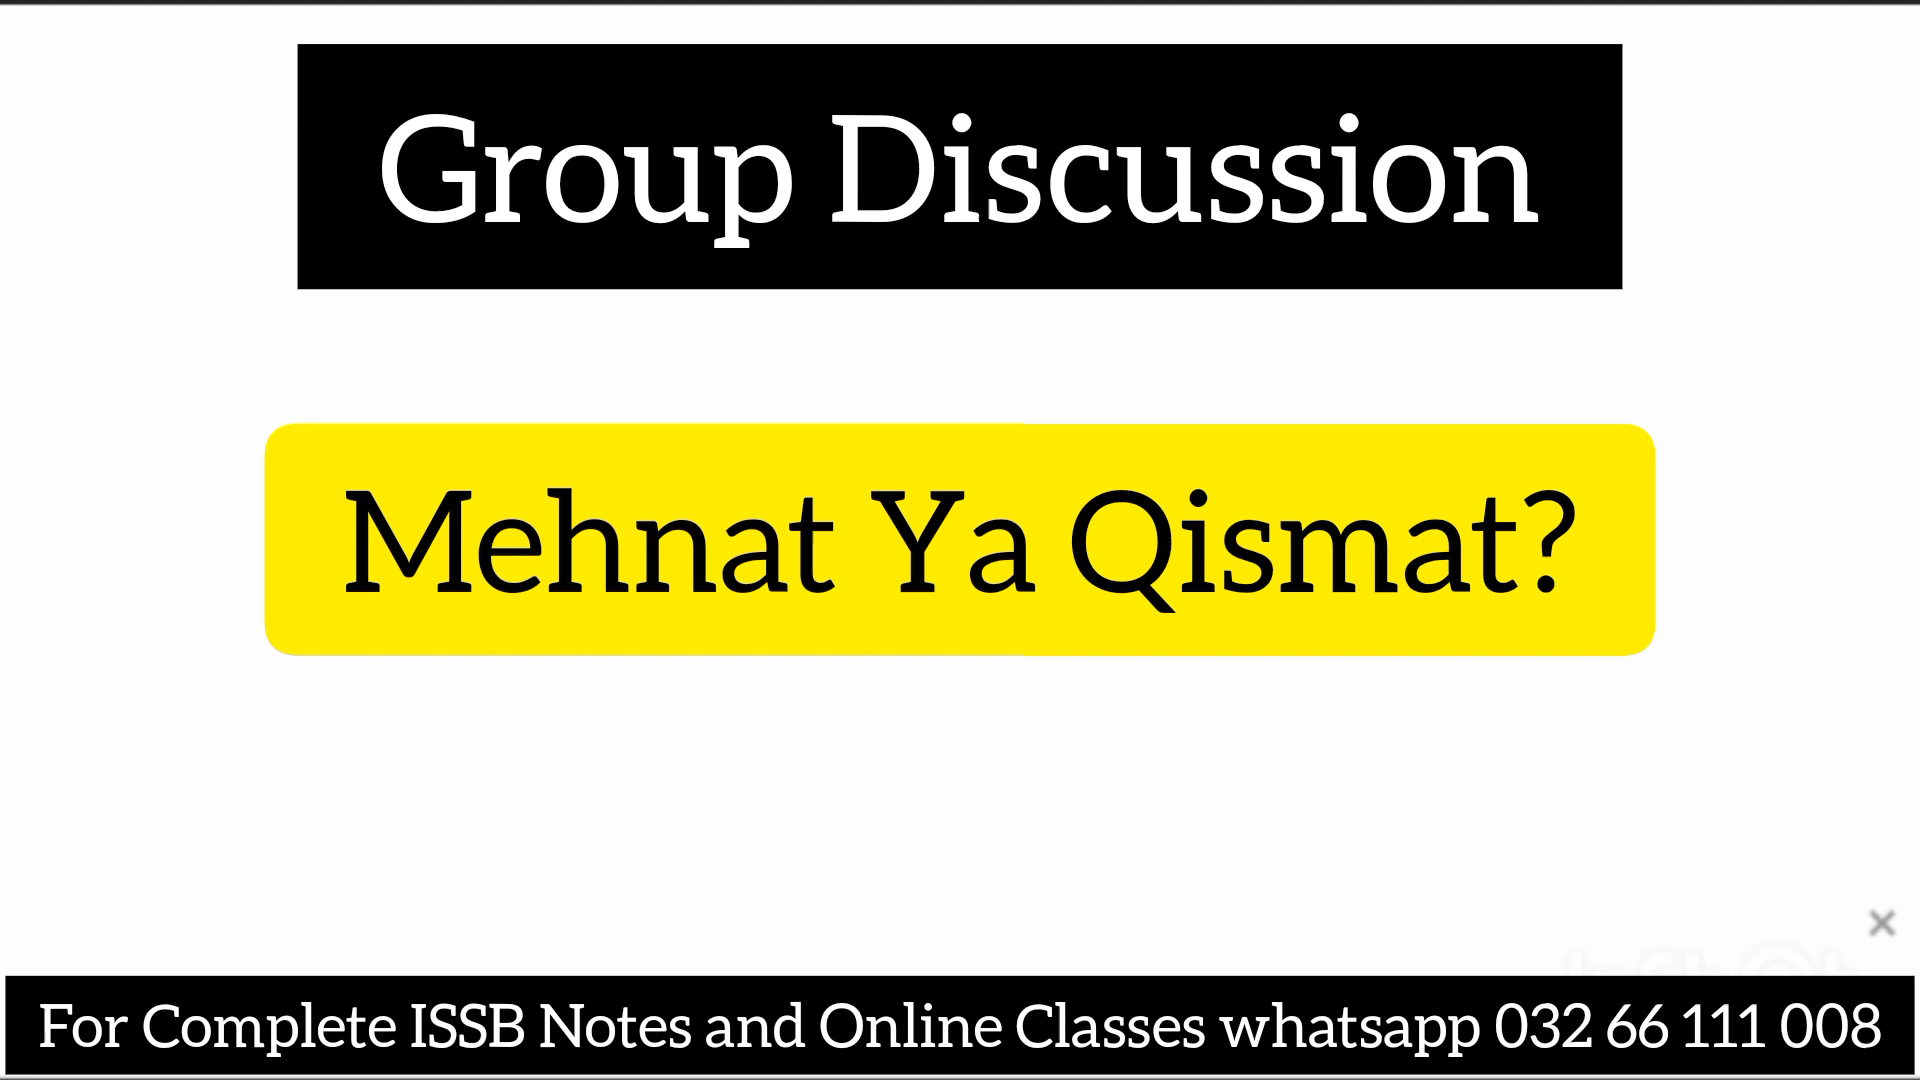 Group Discussion
Mehnat Ya Qismat?
For Complete ISSB Notes and Online Classes whatsapp 032 66 111 008